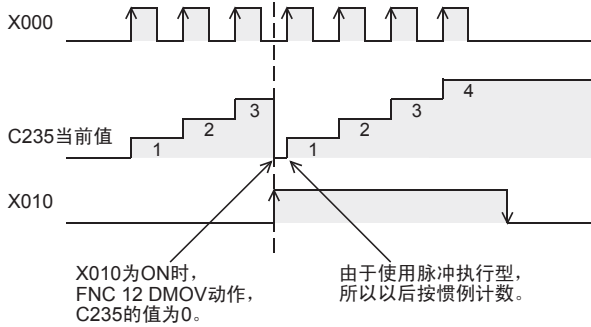 X000
C235当前值
1
2
3
1
2
3
4
X010
X010为ON时，
FNC 12 DMOV动作，
C235的值为0。
由于使用脉冲执行型，
所以以后按惯例计数。